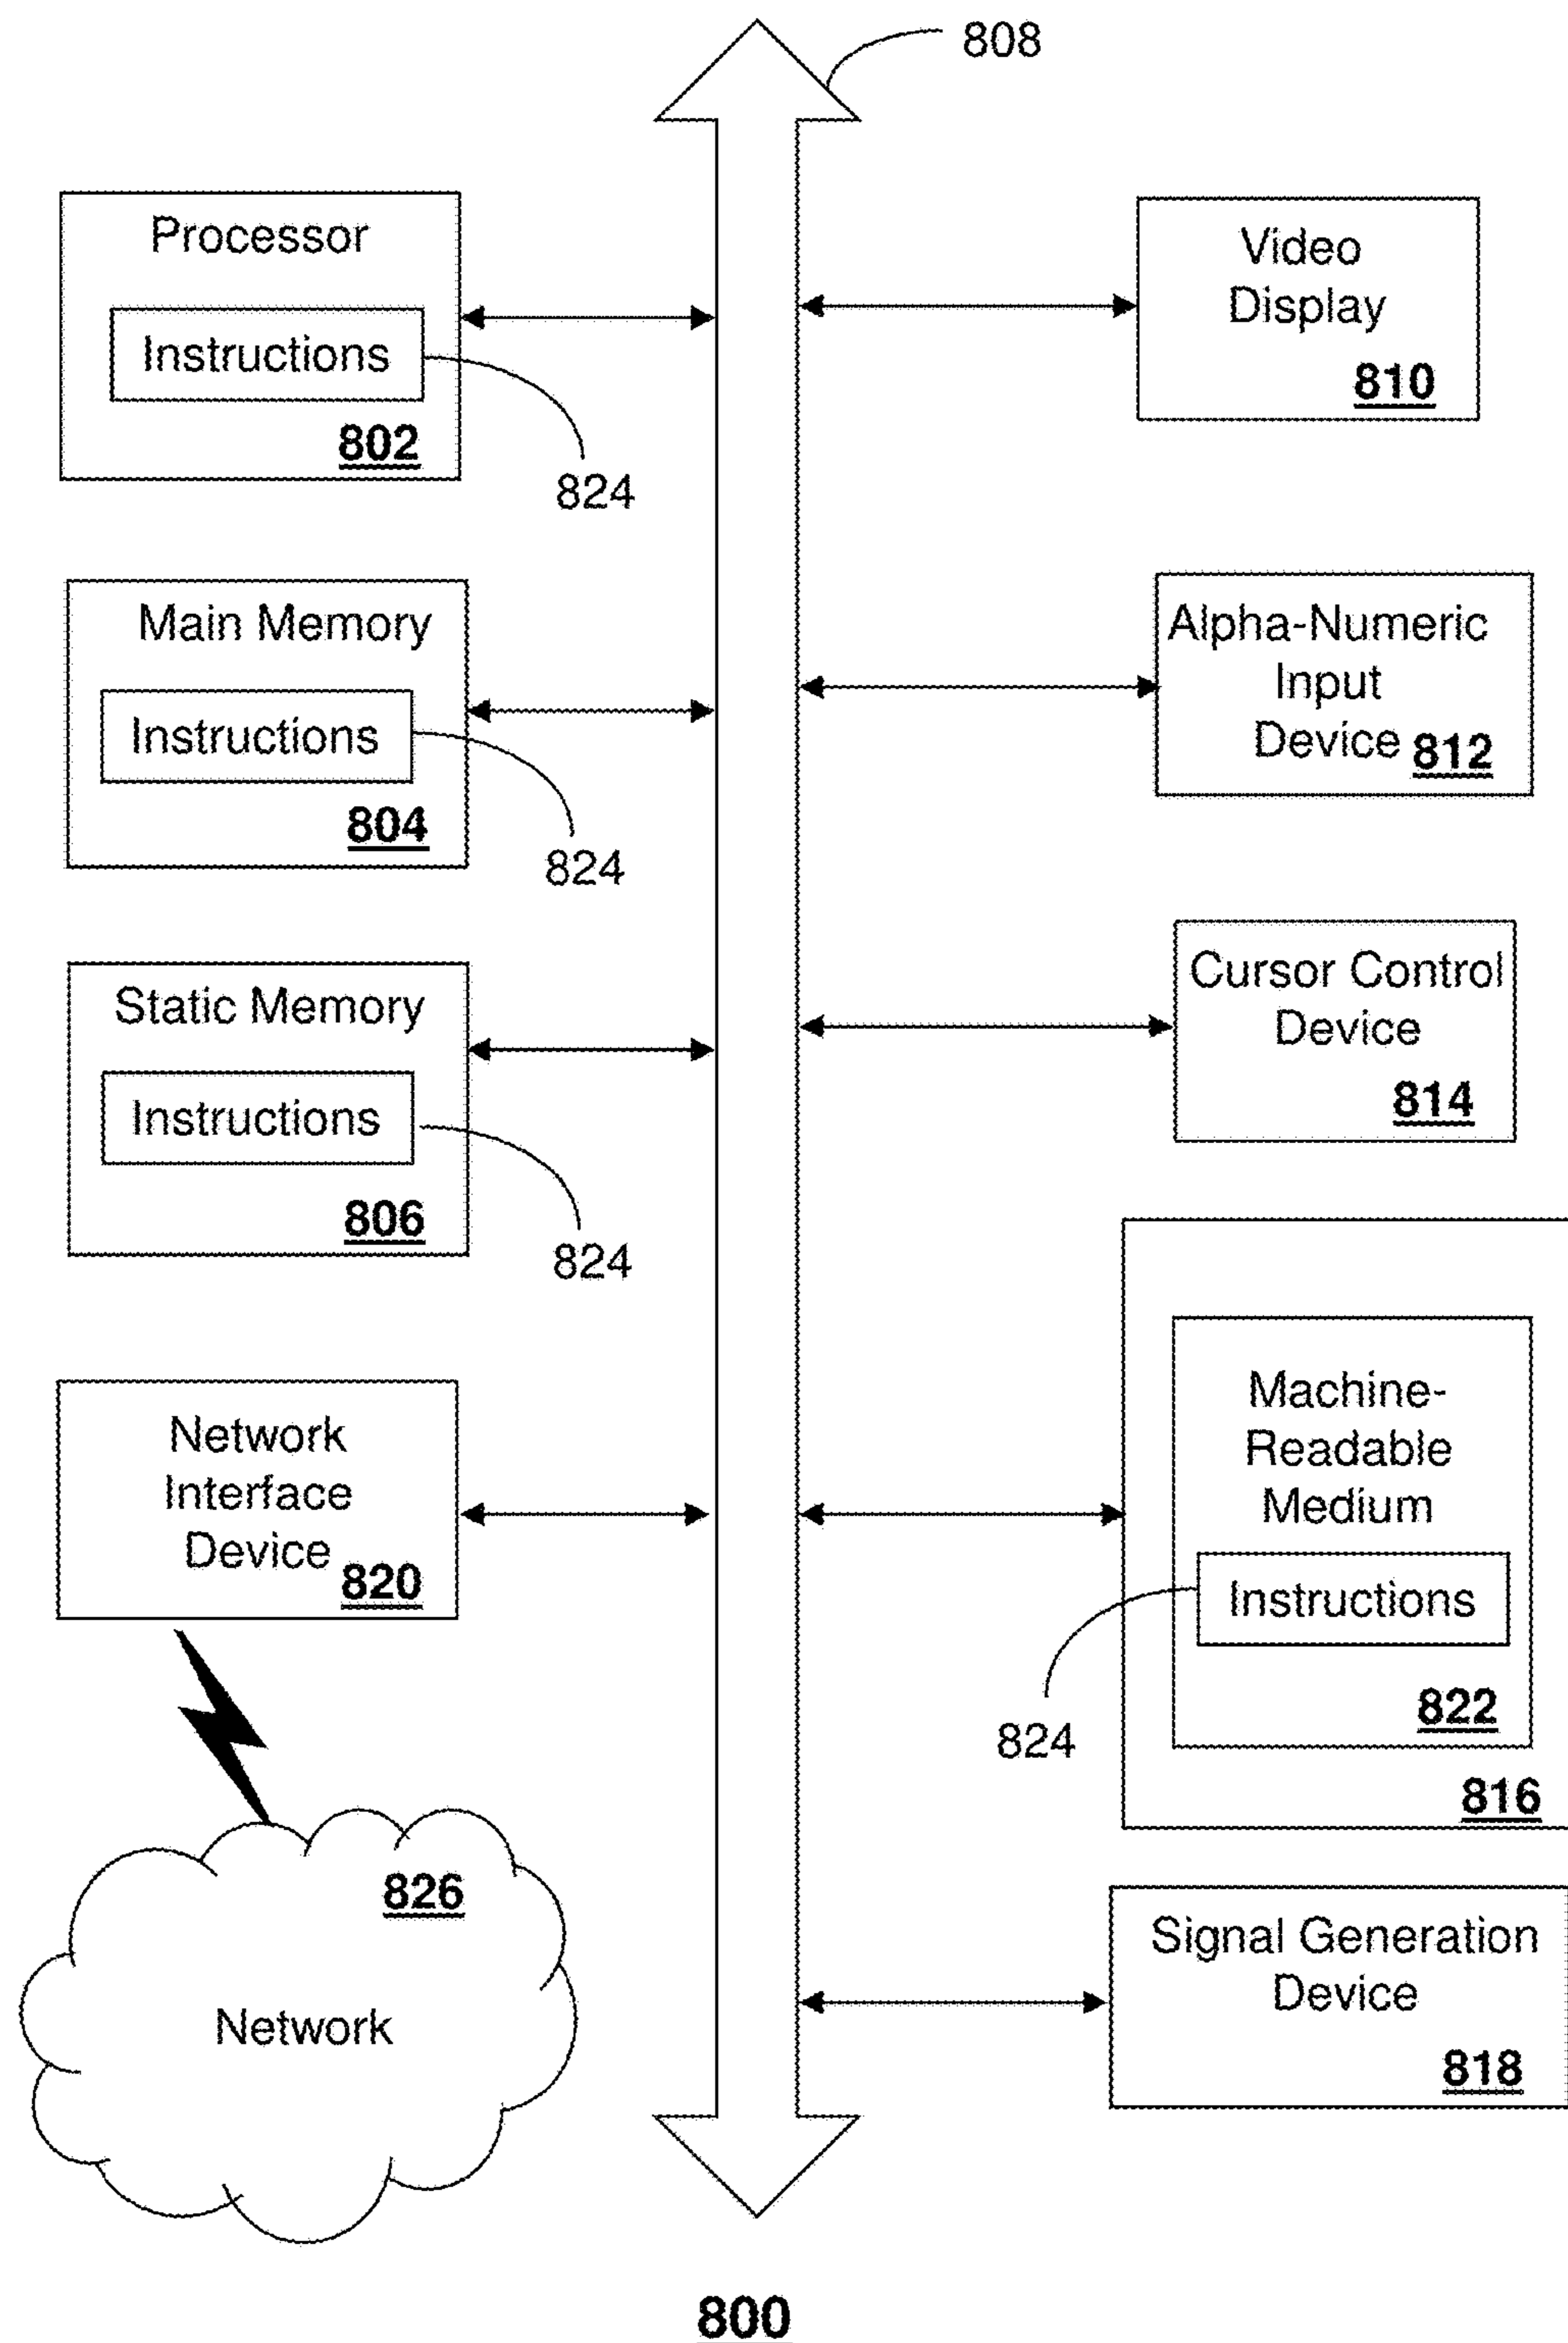 808
Processor
Instructions
802
824
Main Memory
Instructions
804
824
Static Memory
Instructions
806
824
Network
Interface
Device
820
826
Network
Video
Display
810
Alpha-Numeric
Input
Device
812
Cursor Control
Device
814
Machine-
Readable
Medium
Instructions
824
822
816
Signal Generation
Device
818
800